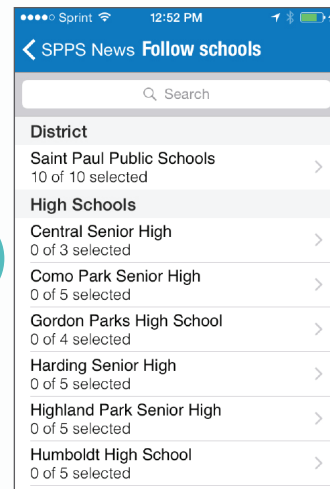 Sprint 12:52 PM
SPPS News Follow schools
Search
District
Saint Paul Public Schools
10 of 10 selected
High Schools
Central Senior High
0 of 3 selected
Como Park Senior High
0 of 5 selected
Gordon Parks High School
0 of 4 selected
Harding Senior High
0 of 5 selected
Highland Park Senior High
0 of 5 selected
Humboldt High School
0 of 5 selected